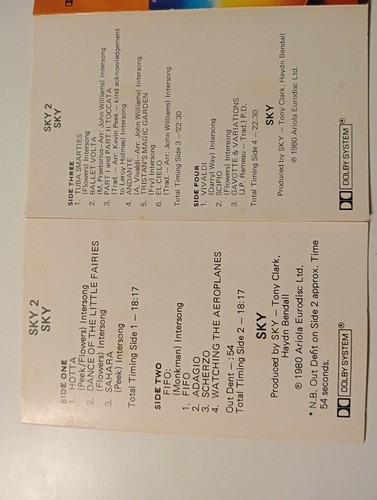 SKY 2
SKY
SIDE ONE
1. HOTTA
(Peek/Flowers) Intersong
2. DANCE OF THE LITTLE FAIRIES
(Flowers) Intersong
3. SAHARA
(Peek) Intersong
Total Timing Side 1 – 18:17
SIDE TWO
FIFO:
(Monkman) Intersong
1. FIFO
2. ADAGIO
3. SCHERZO
4. WATCHING THE AEROPLANES
Out Dent – :54
Total Timing Side 2 – 18:17
SKY
Produced by SKY – Tony Clark,
Haydn Bendall
℗ 1980 Ariola Eurodisc Ltd.
* N.B. Out Defit on Side 2 approx. Time
54 seconds.
DOLBY SYSTEM ®
SKY 2
SKY
SIDE THREE
1. TUBA SMARTIES
(Flowers) Intersong
2. BALLET-VOLTA
(M. Praetorius–Arr: John Williams) Intersong
3. PART I and PART II TOCCATA
(Trad. – Arr: Kevin Peek – kind acknowledgement
to Leroy Holmes) Intersong
4. ANDANTE
(A. Vivaldi–Arr: John Williams) Intersong
5. TRISTAN'S MAGIC GARDEN
(Fry) Intersong
6. EL CIELO
(Trad. – Arr: John Williams) Intersong
Total Timing Side 3 – 22:30
SIDE FOUR
1. VIVALDI
(Darryl Way) Intersong
2. SCIPIO
(Flowers) Intersong
3. GAVOTTE & VARIATIONS
(J.P. Rameau – Trad.) P.D.
Total Timing Side 4 – 22:30
SKY
Produced by SKY – Tony Clark, Haydn Bendall
℗ 1980 Ariola Eurodisc Ltd.
DOLBY SYSTEM ®